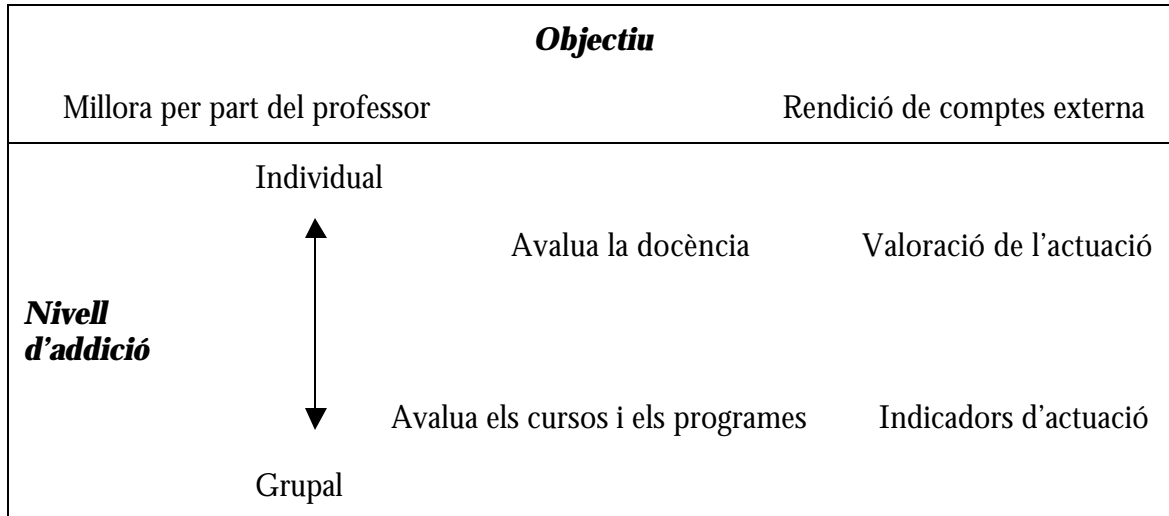 Objectiu
Millora per part del professor Rendició de comptes externa
Individual
Avalua la docència Valoració de l'actuació
Nivell
d'addició
Avalua els cursos i els programes Indicadors d'actuació
Grupal